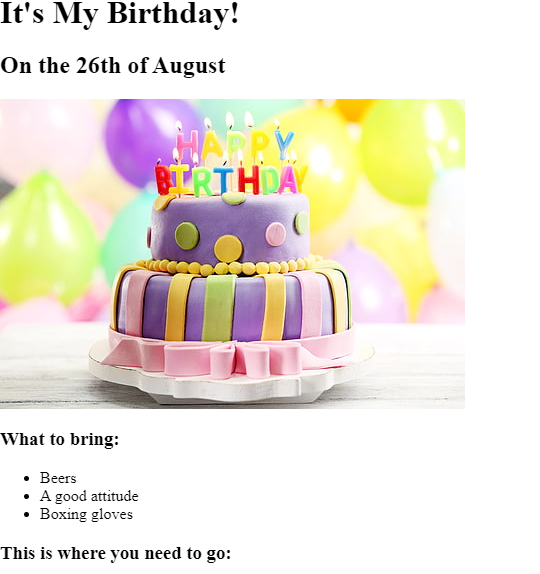 It's My Birthday!
On the 26th of August
HAPPY
BIRTHDAY
What to bring:
Beers
A good attitude
Boxing gloves
This is where you need to go: